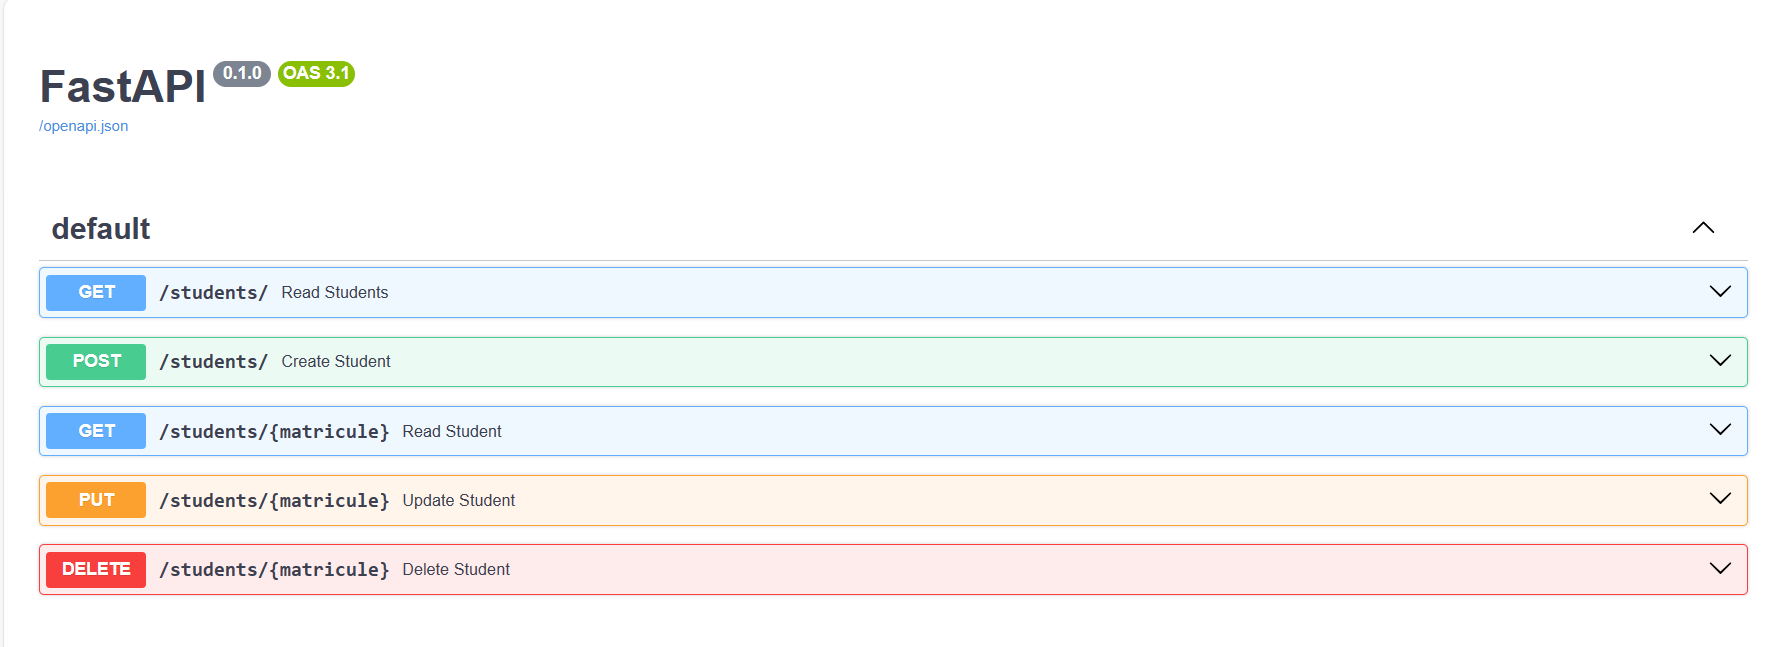 FastAPI 0.1.0 OAS 3.1
/openapi.json
default
GET /students/ Read Students
POST /students/ Create Student
GET /students/{matricule} Read Student
PUT /students/{matricule} Update Student
DELETE /students/{matricule} Delete Student